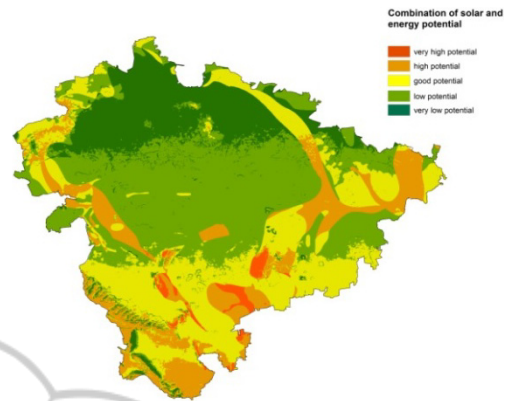 Combination of solar and
energy potential
very high potential
high potential
good potential
low potential
very low potential